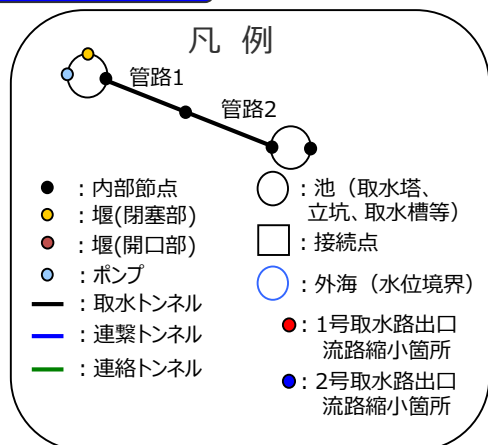 凡 例
管路1
管路2
：内部節点
：堰(閉塞部)
：堰(開口部)
：ポンプ
：取水トンネル
：連繋トンネル
：連絡トンネル
：池（取水塔、
立坑、取水槽等）
：接続点
：外海（水位境界）
：1号取水路出口
流路縮小箇所
：2号取水路出口
流路縮小箇所